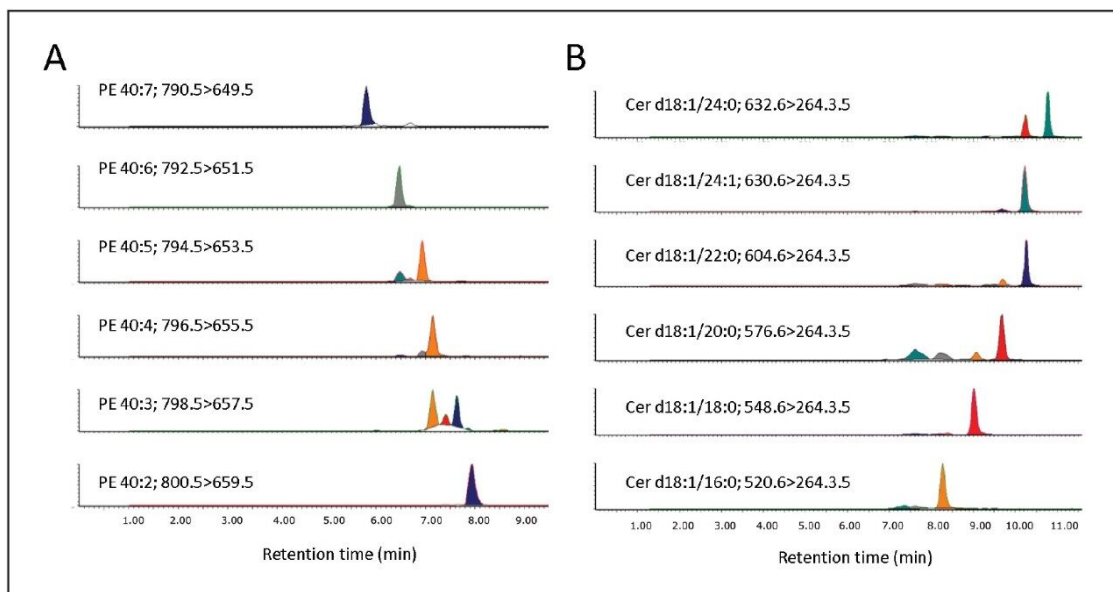 A
PE 40:7; 790.5>649.5
PE 40:6; 792.5>651.5
PE 40:5; 794.5>653.5
PE 40:4; 796.5>655.5
PE 40:3; 798.5>657.5
PE 40:2; 800.5>659.5
1.00 2.00 3.00 4.00 5.00 6.00 7.00 8.00 9.00
Retention time (min)
B
Cer d18:1/24:0; 632.6>264.3.5
Cer d18:1/24:1; 630.6>264.3.5
Cer d18:1/22:0; 604.6>264.3.5
Cer d18:1/20:0; 576.6>264.3.5
Cer d18:1/18:0; 548.6>264.3.5
Cer d18:1/16:0; 520.6>264.3.5
1.00 2.00 3.00 4.00 5.00 6.00 7.00 8.00 9.00 10.00 11.00
Retention time (min)